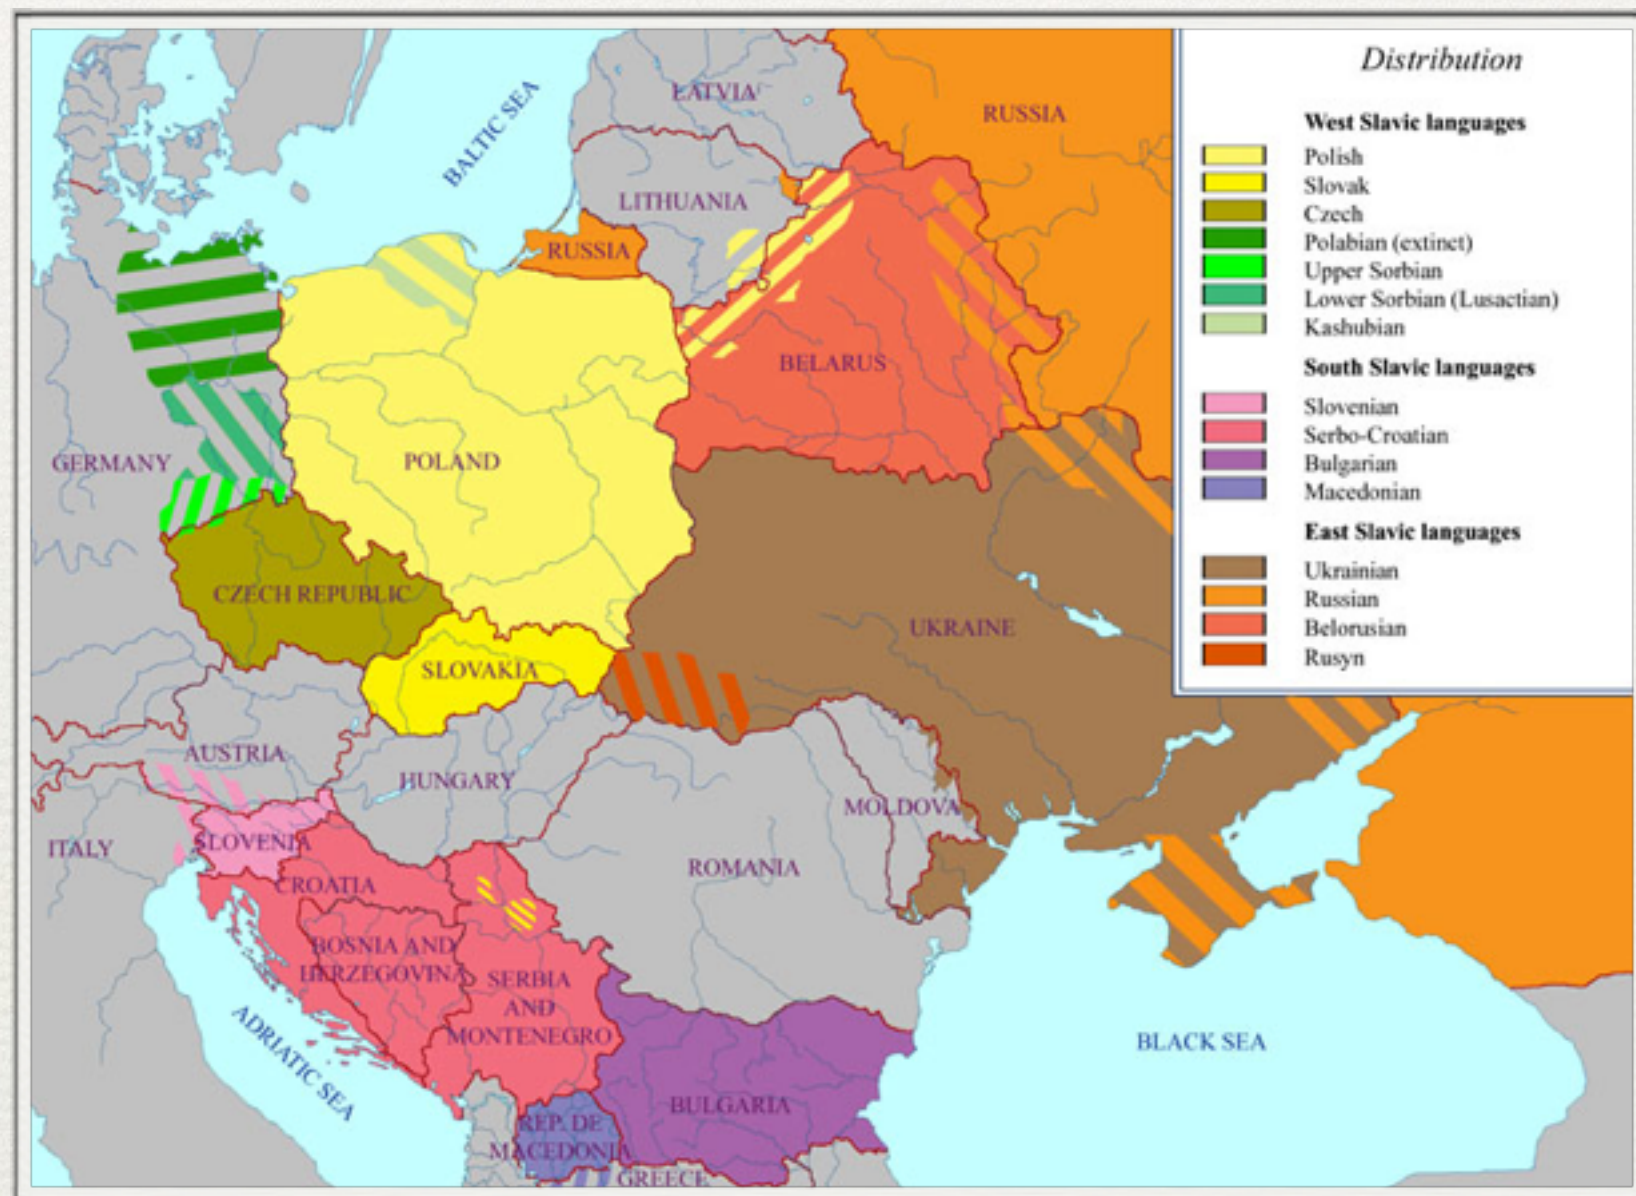 Distribution
West Slavic languages
Polish
Slovak
Czech
Polabian (extinct)
Upper Sorbian
Lower Sorbian (Lusactian)
Kashubian
South Slavic languages
Slovenian
Serbo-Croatian
Bulgarian
Macedonian
East Slavic languages
Ukrainian
Russian
Belorusian
Rusyn
LATVIA
RUSSIA
BALTIC SEA
LITHUANIA
RUSSIA
BELARUS
GERMANY
POLAND
CZECH REPUBLIC
UKRAINE
SLOVAKIA
AUSTRIA
HUNGARY
MOLDOVA
ITALY
SLOVENIA
ROMANIA
CROATIA
BOSNIA AND
HERZEGOVINA
SERBIA
AND
MONTENEGRO
ADRIATIC SEA
BLACK SEA
BULGARIA
REP. DE
MACEDONIA
GREECE